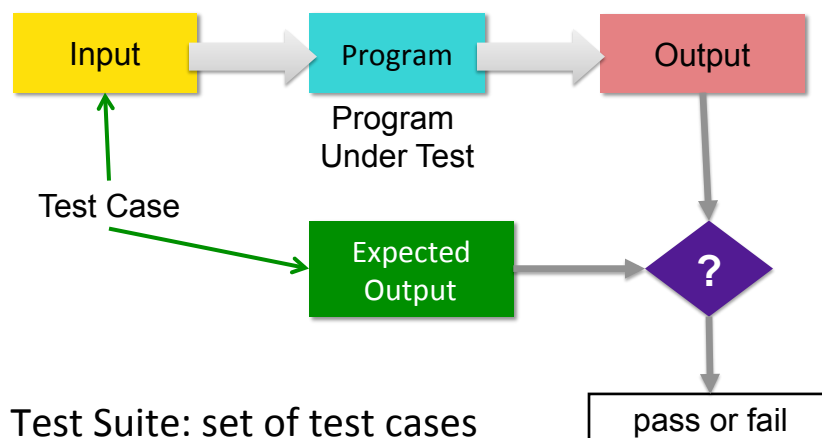 Input
Program
Output
Program
Under Test
Test Case
Expected
Output
?
Test Suite: set of test cases
pass or fail